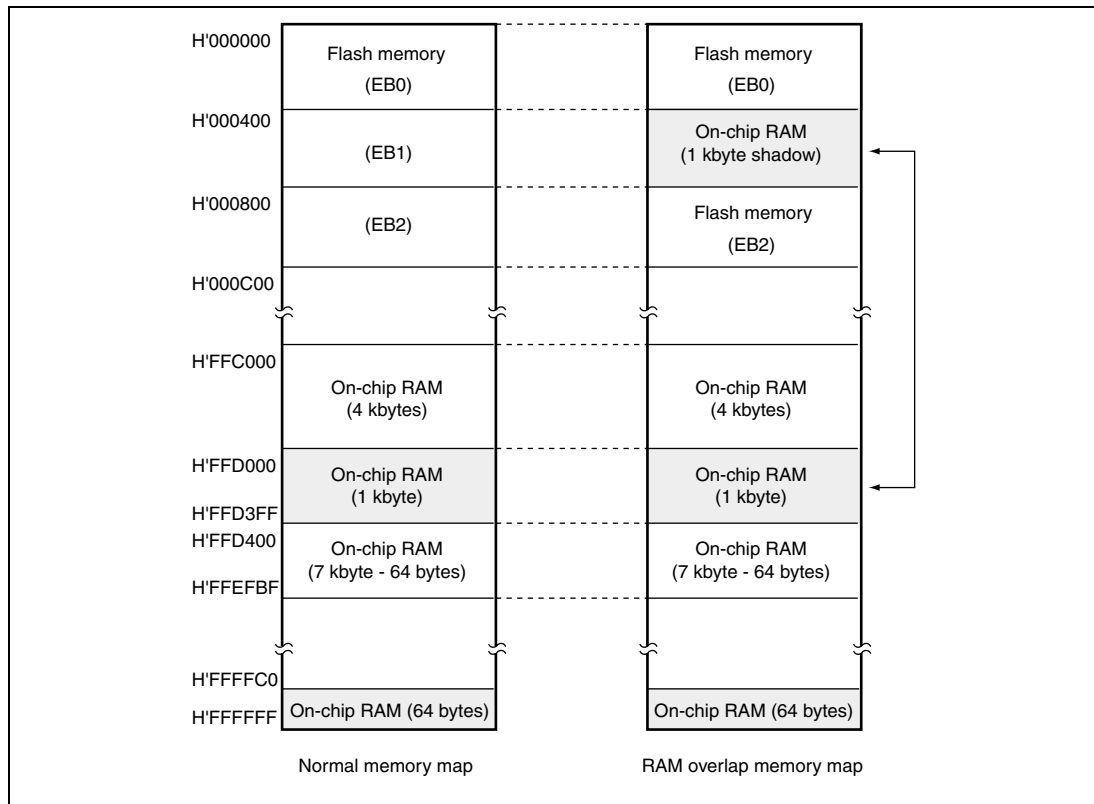 H'000000
Flash memory
(EB0)
Flash memory
(EB0)
H'000400
(EB1)
On-chip RAM
(1 kbyte shadow)
H'000800
(EB2)
Flash memory
(EB2)
H'000C00
H'FFC000
On-chip RAM
(4 kbytes)
On-chip RAM
(4 kbytes)
H'FFD000
On-chip RAM
(1 kbyte)
On-chip RAM
(1 kbyte)
H'FFD3FF
H'FFD400
On-chip RAM
(7 kbyte - 64 bytes)
On-chip RAM
(7 kbyte - 64 bytes)
H'FFEFBF
H'FFFFC0
On-chip RAM (64 bytes)
On-chip RAM (64 bytes)
H'FFFFFF
Normal memory map
RAM overlap memory map